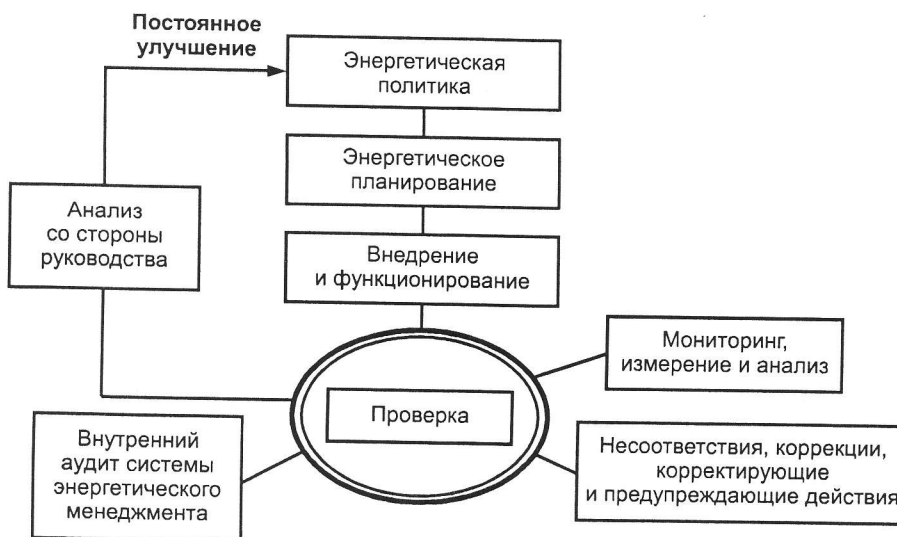 Постоянное
улучшение
Энергетическая
политика
Энергетическое
планирование
Анализ
со стороны
руководства
Внедрение
и функционирование
Мониторинг,
измерение и анализ
Проверка
Внутренний
аудит системы
энергетического
менеджмента
Несоответствия, коррекции,
корректирующие
и предупреждающие действия